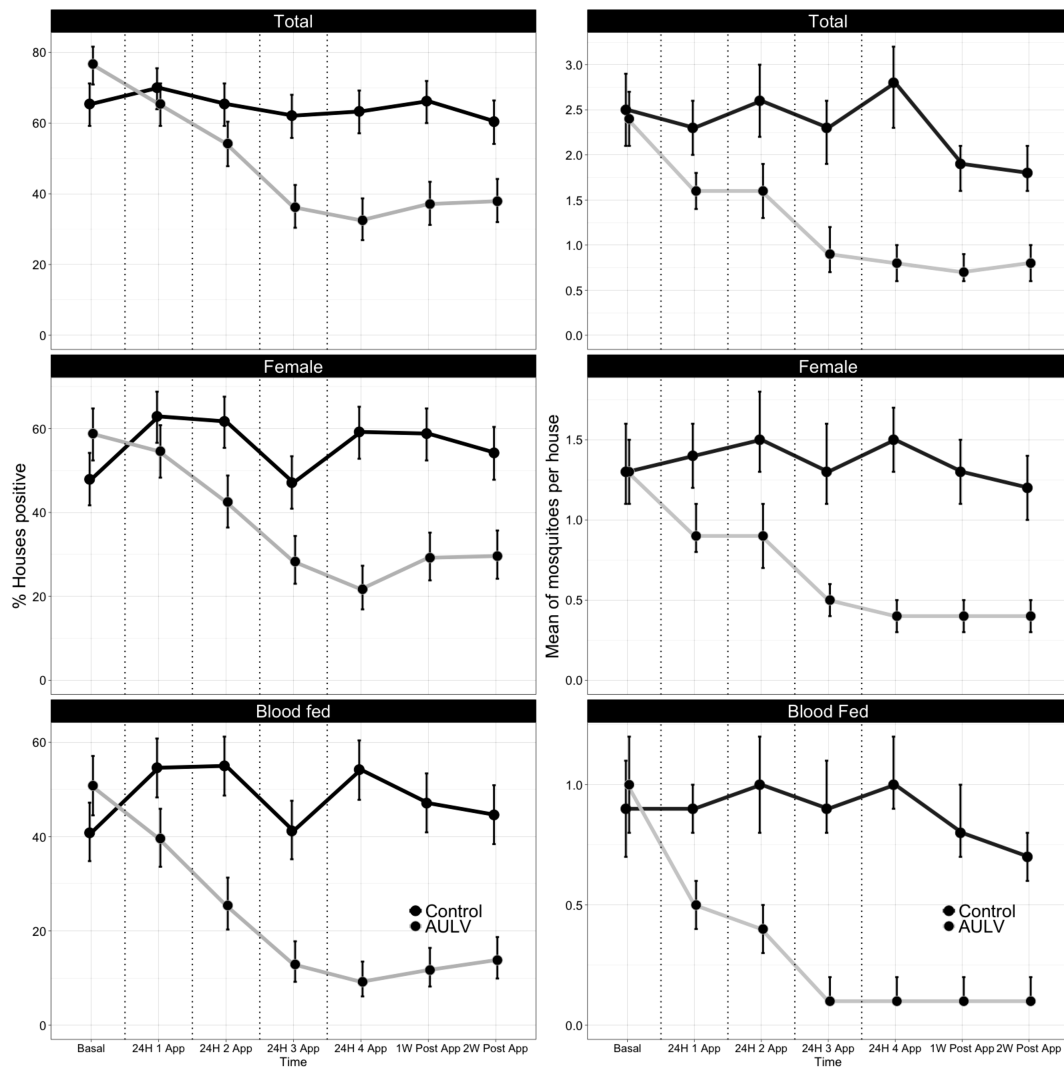 Total
80
60
40
20
0
Total
3.0
2.5
2.0
1.5
1.0
0.5
0.0
Female
60
40
20
0
% Houses positive
Female
1.5
1.0
0.5
0.0
Mean of mosquitoes per house
Blood fed
60
40
20
0
Control
AULV
Basal 24H 1 App 24H 2 App 24H 3 App 24H 4 App 1W Post App 2W Post App
Time
Blood Fed
1.0
0.5
0.0
Control
AULV
Basal 24H 1 App 24H 2 App 24H 3 App 24H 4 App 1W Post App 2W Post App
Time